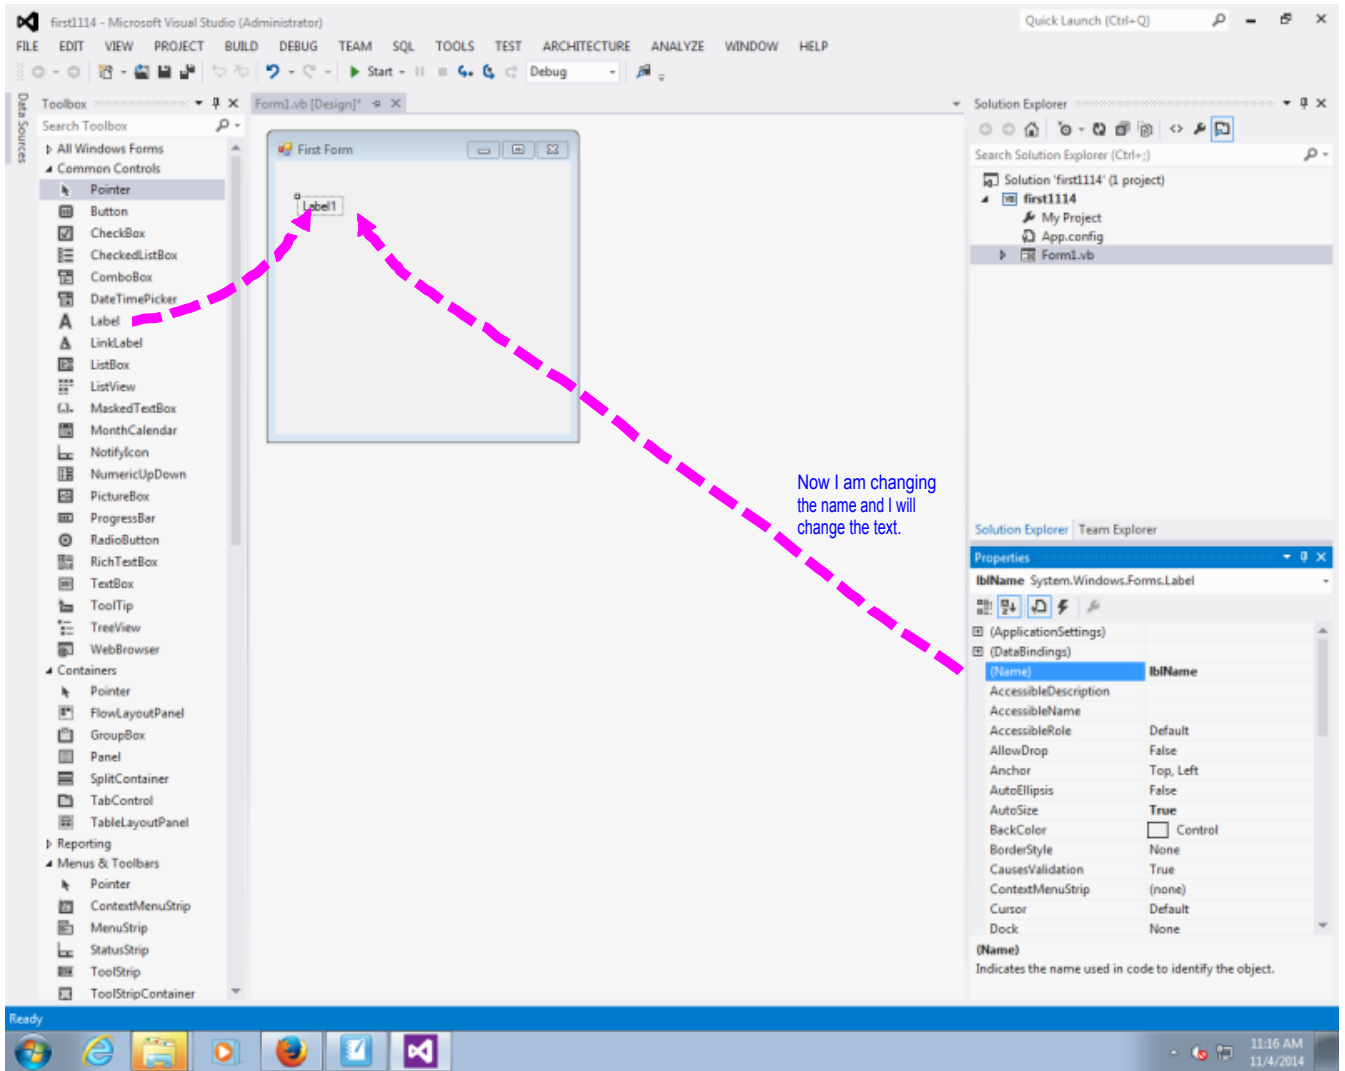 first1114 - Microsoft Visual Studio (Administrator)
Quick Launch (Ctrl+Q)
FILE EDIT VIEW PROJECT BUILD DEBUG TEAM SQL TOOLS TEST ARCHITECTURE ANALYZE WINDOW HELP
Start Debug
Data Sources
Toolbox
Search Toolbox
All Windows Forms
Common Controls
Pointer
Button
CheckBox
CheckedListBox
ComboBox
DateTimePicker
Label
LinkLabel
ListBox
ListView
MaskedTextBox
MonthCalendar
NotifyIcon
NumericUpDown
PictureBox
ProgressBar
RadioButton
RichTextBox
TextBox
ToolTip
TreeView
WebBrowser
Containers
Pointer
FlowLayoutPanel
GroupBox
Panel
SplitContainer
TabControl
TableLayoutPanel
Reporting
Menus & Toolbars
Pointer
ContextMenuStrip
MenuStrip
StatusStrip
ToolStrip
ToolStripContainer
Form1.vb [Design]*
First Form
Label1
Now I am changing
the name and I will
change the text.
Solution Explorer
Search Solution Explorer (Ctrl+;)
Solution 'first1114' (1 project)
first1114
My Project
App.config
Form1.vb
Solution Explorer Team Explorer
Properties
lblName System.Windows.Forms.Label
(ApplicationSettings)
(DataBindings)
(Name) lblName
AccessibleDescription
AccessibleName
AccessibleRole Default
AllowDrop False
Anchor Top, Left
AutoEllipsis False
AutoSize True
BackColor Control
BorderStyle None
CausesValidation True
ContextMenuStrip (none)
Cursor Default
Dock None
(Name)
Indicates the name used in code to identify the object.
Ready
11:16 AM
11/4/2014